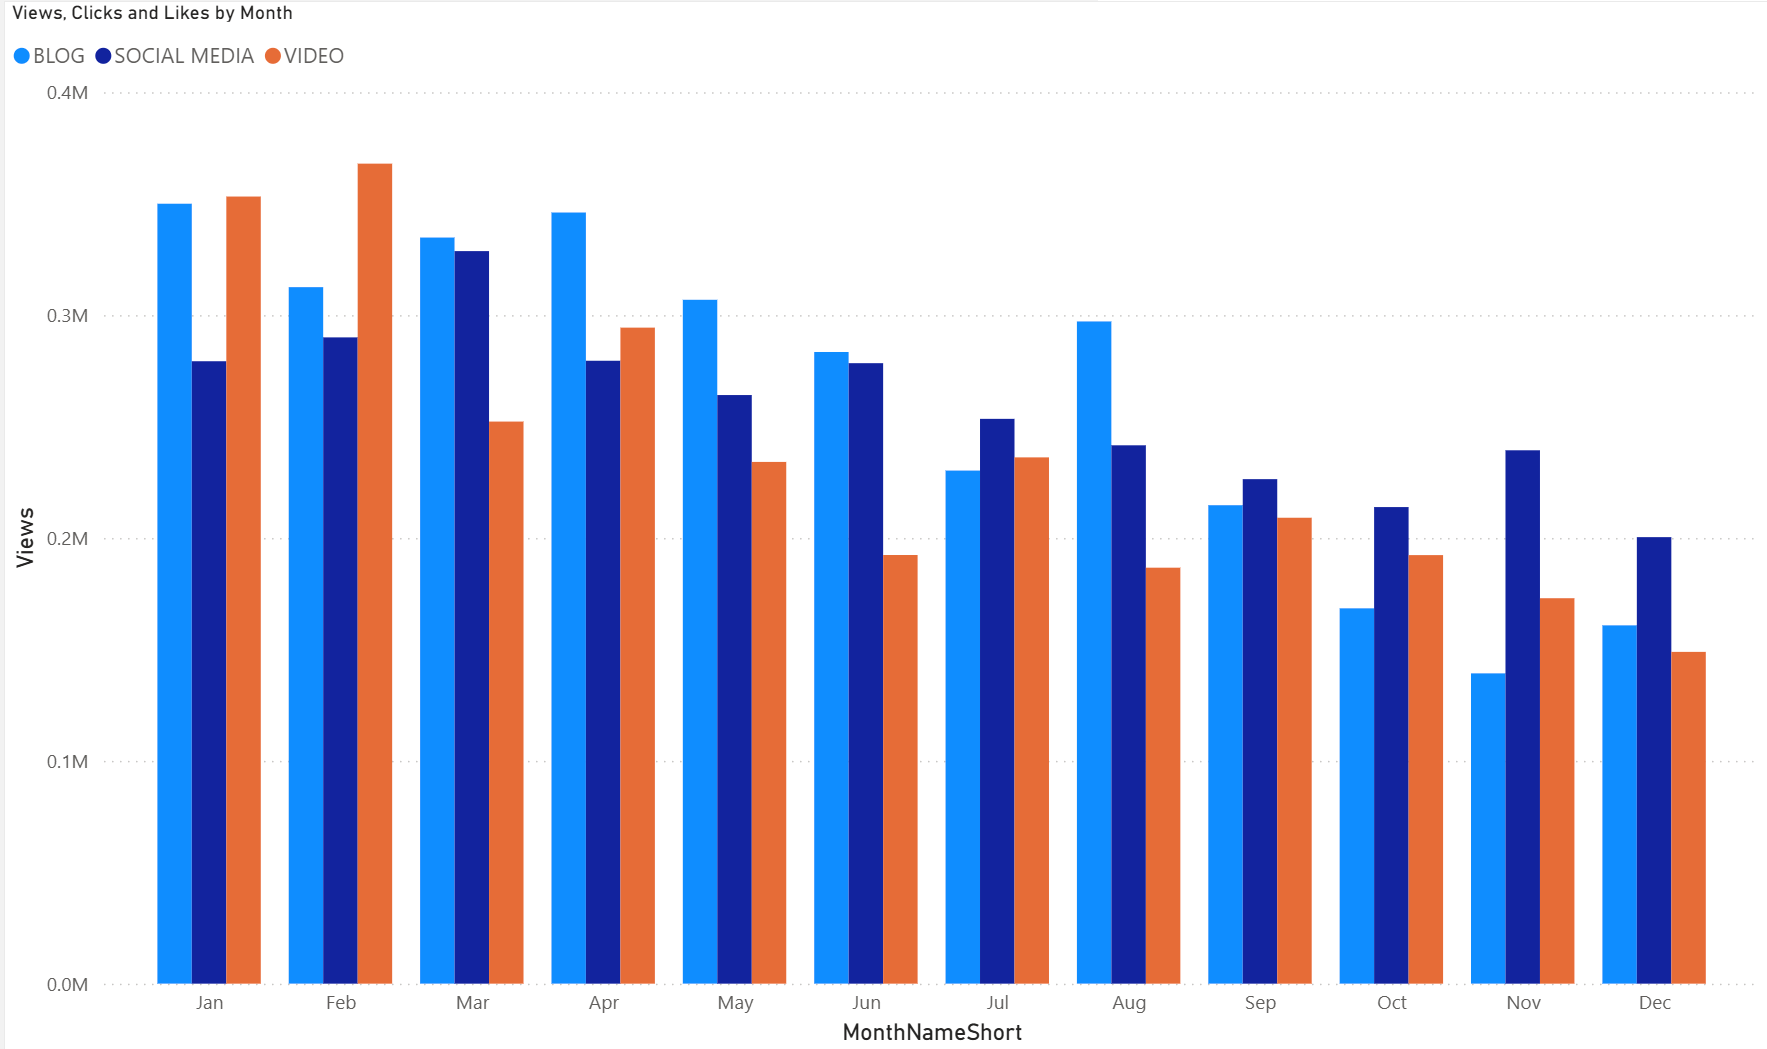 Views, Clicks and Likes by Month
BLOG SOCIAL MEDIA VIDEO
0.4M
0.3M
0.2M
0.1M
0.0M
Views
Jan Feb Mar Apr May Jun Jul Aug Sep Oct Nov Dec
MonthNameShort